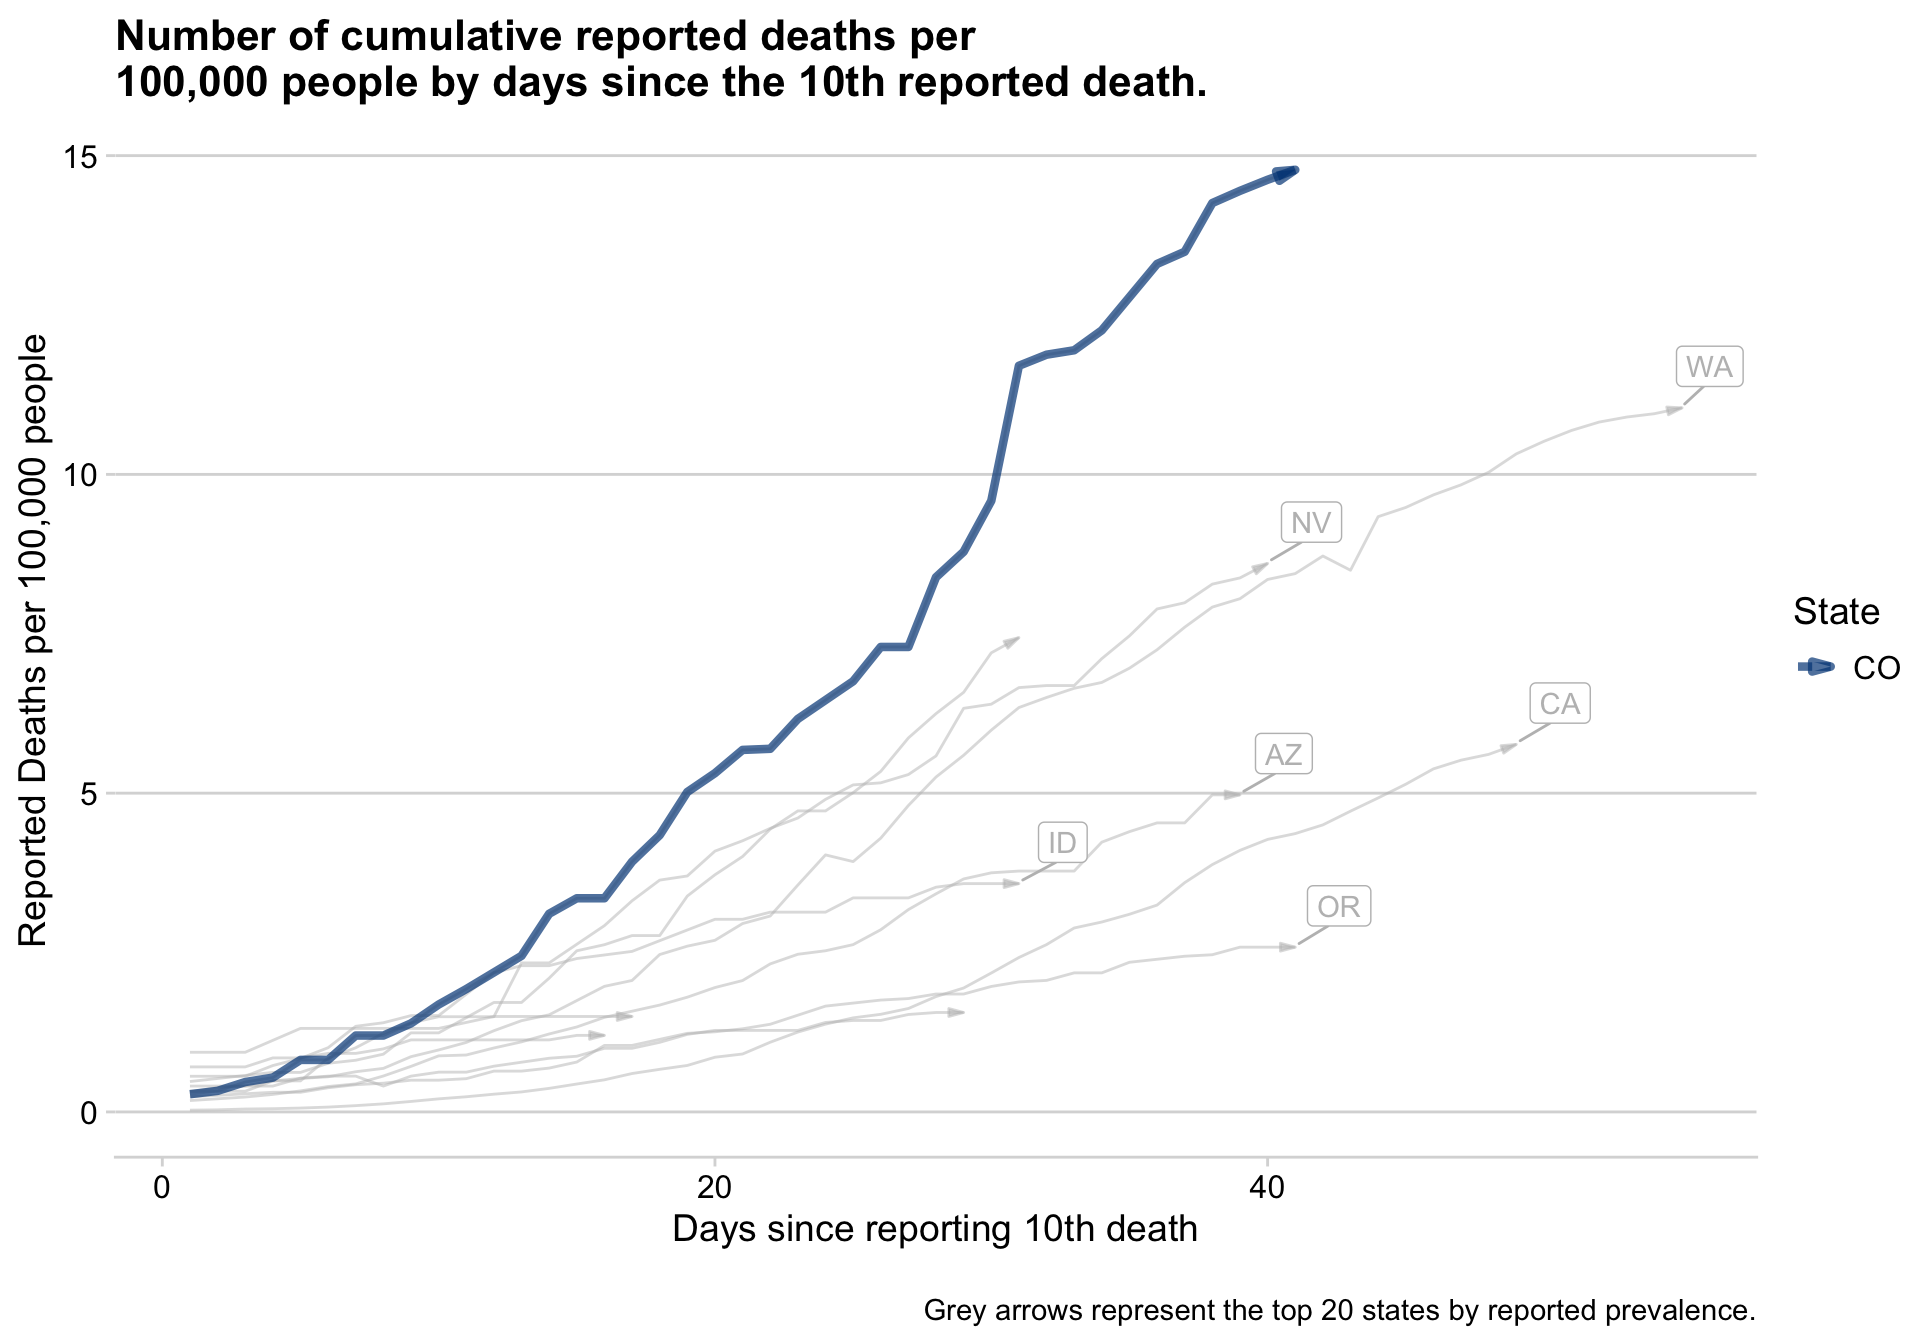 Number of cumulative reported deaths per
100,000 people by days since the 10th reported death.
Reported Deaths per 100,000 people
15
10
5
0
WA
NV
CA
AZ
ID
OR
State
CO
0
20
40
Days since reporting 10th death
Grey arrows represent the top 20 states by reported prevalence.